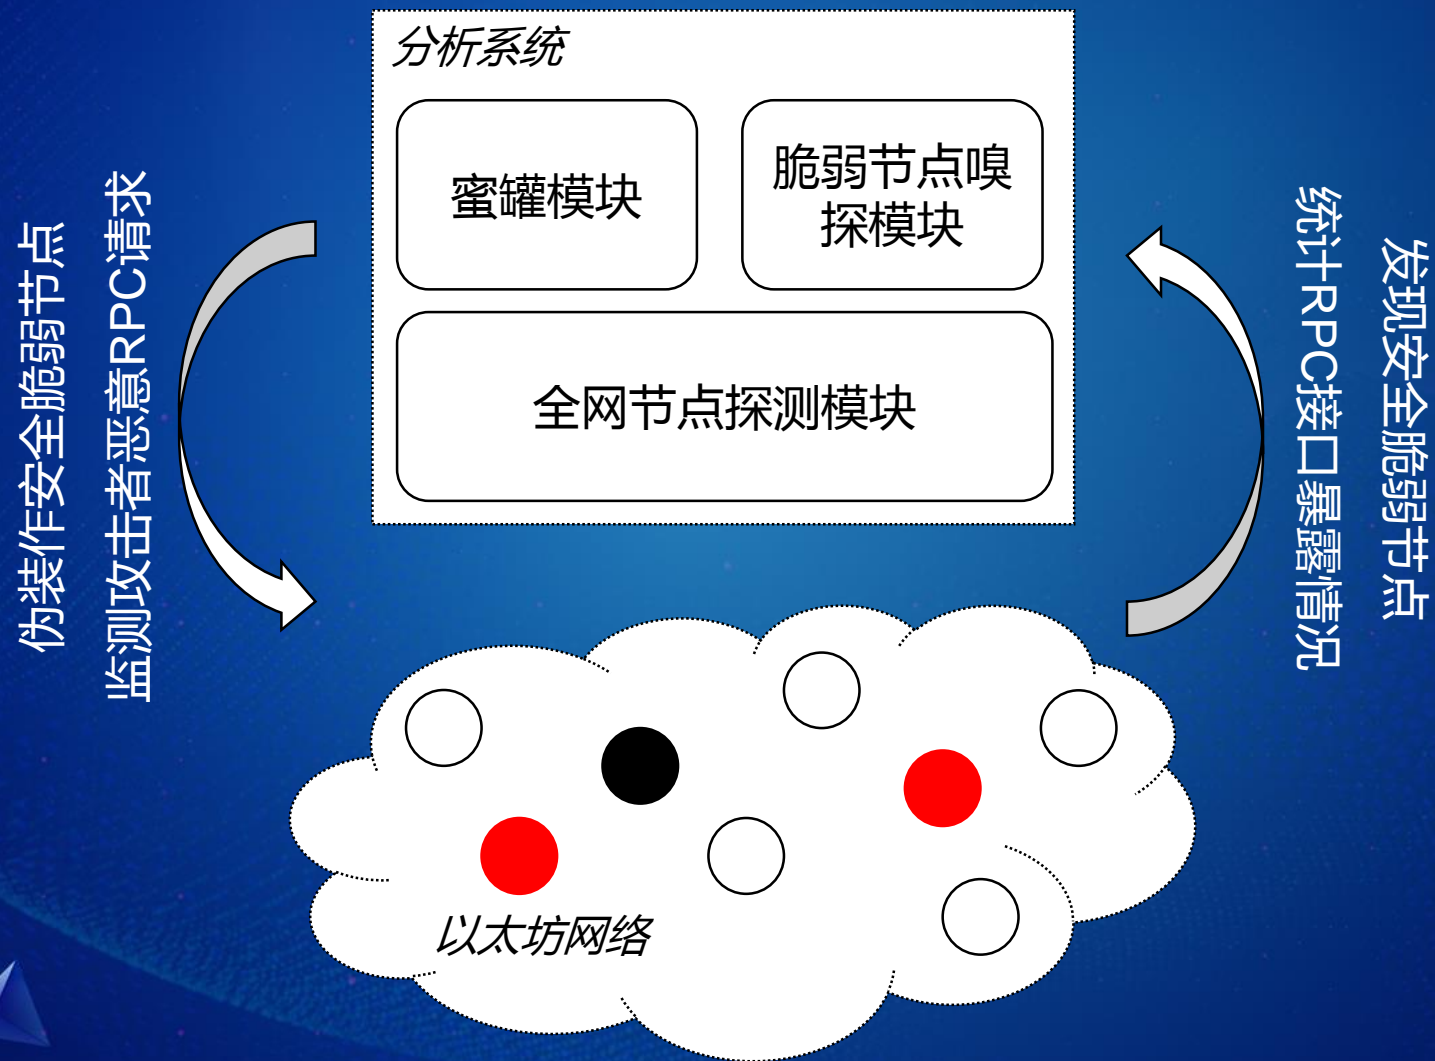 分析系统
蜜罐模块
脆弱节点嗅
探模块
全网节点探测模块
伪装作安全脆弱节点
监测攻击者恶意RPC请求
发现安全脆弱节点
统计RPC接口暴露情况
以太坊网络